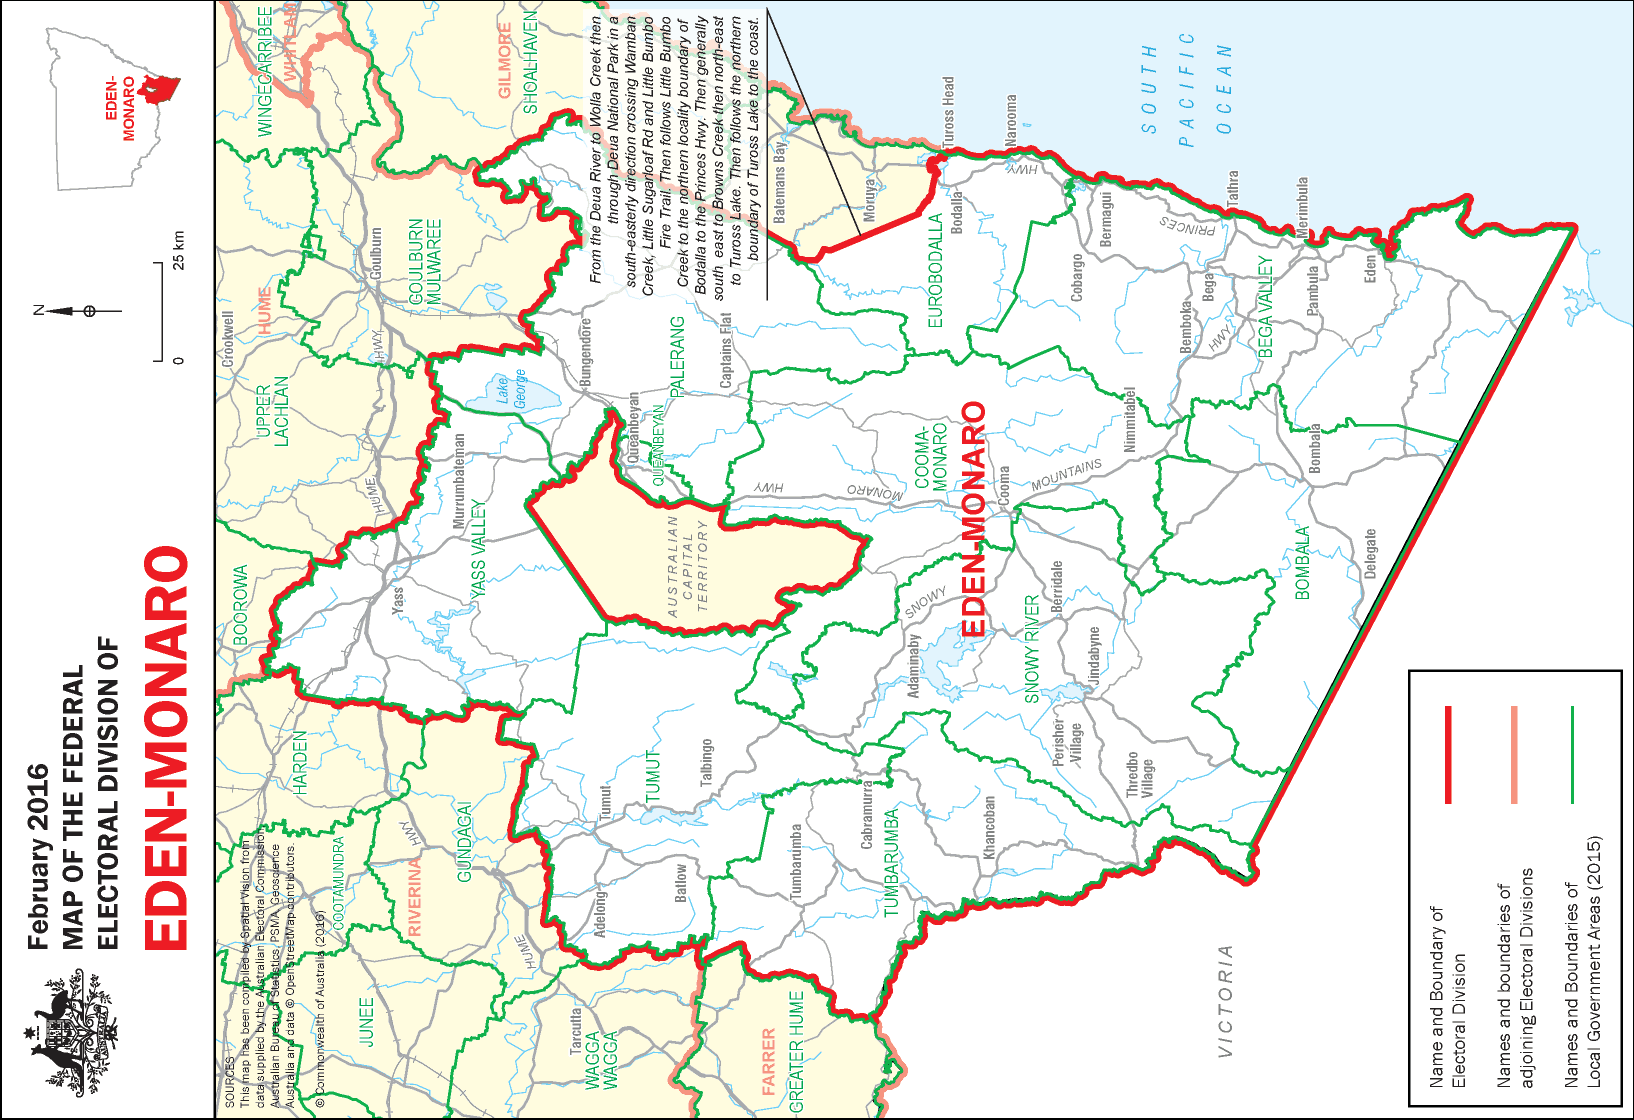 February 2016
MAP OF THE FEDERAL
ELECTORAL DIVISION OF
EDEN-MONARO
N
0
25 km
EDEN-
MONARO
SOURCES
This map has been compiled by Spatial Vision from
data supplied by the Australian Electoral Commission,
Australian Bureau of Statistics, PSMA, Geoscience
Australia and data © OpenStreetMap contributors.
© Commonwealth of Australia (2016)
From the Deua River to Wolla Creek then
through Deua National Park in a
south-easterly direction crossing Wamban
Creek, Little Sugarloaf Rd and Little Bumbo
Fire Trail. Then follows Little Bumbo
Creek to the northern locality boundary of
Bodalla to the Princes Hwy. Then generally
south east to Browns Creek then north-east
to Tuross Lake. Then follows the northern
boundary of Tuross Lake to the coast.
BOOROWA
UPPER
LACHLAN
Crookwell
HUME
WINGECARRIBEE
WHITLAM
HARDEN
HUME
HWY
Goulburn
GOULBURN
MULWAREE
GILMORE
SHOALHAVEN
COOTAMUNDRA
JUNEE
RIVERINA
HWY
GUNDAGAI
HUME
Yass
YASS VALLEY
Murrumbateman
Lake
George
Bungendore
Tarcutta
WAGGA
WAGGA
Adelong
Tumut
TUMUT
Batlow
Talbingo
AUSTRALIAN
CAPITAL
TERRITORY
Queanbeyan
QUEANBEYAN
PALERANG
Captains Flat
Batemans Bay
Moruya
FARRER
GREATER HUME
Tumbarumba
Cabramurra
TUMBARUMBA
HWY
MONARO
COOMA-
MONARO
EUROBODALLA
Bodalla
Tuross Head
Narooma
HWY
SNOWY
Adaminaby
EDEN-MONARO
Cooma
MOUNTAINS
Khancoban
SNOWY RIVER
Berridale
Jindabyne
Perisher
Village
Thredbo
Village
Nimmitabel
Cobargo
Bermagui
PRINCES
Bemboka
Bega
HWY
BEGA VALLEY
Tathra
Merimbula
Pambula
Eden
Bombala
BOMBALA
Delegate
SOUTH
PACIFIC
OCEAN
VICTORIA
Name and Boundary of
Electoral Division
Names and boundaries of
adjoining Electoral Divisions
Names and Boundaries of
Local Government Areas (2015)